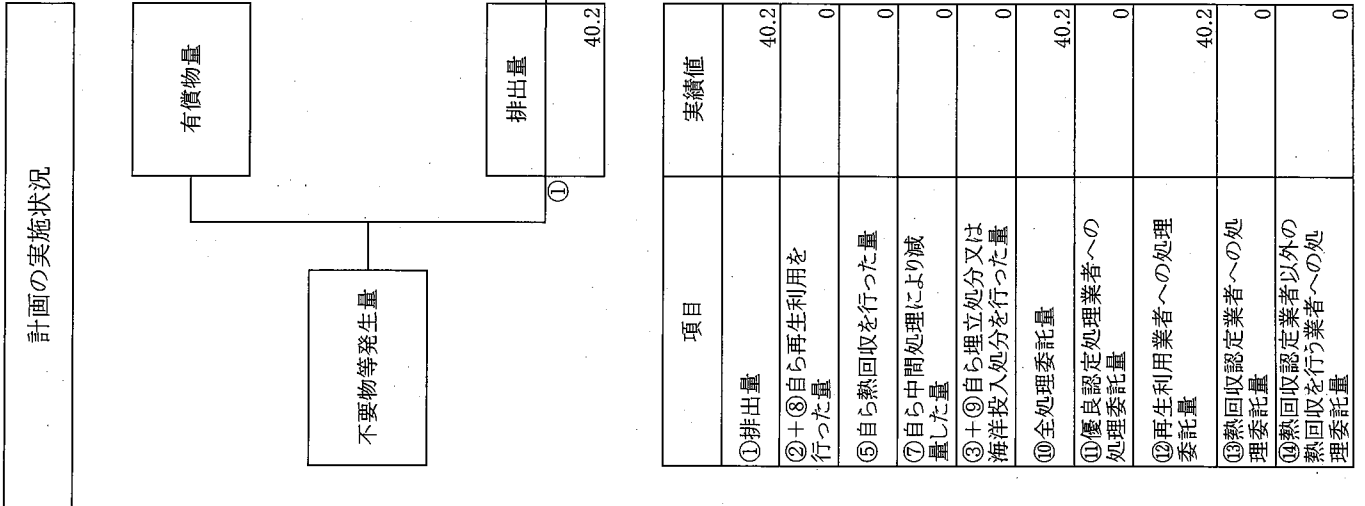 計画の実施状況
有償物量
不要物等発生量
排出量
①
40.2
項目
実績値
①排出量
40.2
②+⑧自ら再生利用を
行った量
0
⑤自ら熱回収を行った量
0
⑦自ら中間処理により減
量した量
0
③+⑨自ら埋立処分又は
海洋投入処分を行った量
0
⑩全処理委託量
40.2
⑪優良認定処理業者への
処理委託量
0
⑫再生利用業者への処理
委託量
40.2
⑬熱回収認定業者への処
理委託量
0
⑭熱回収認定業者以外の
熱回収を行う業者への処
理委託量
0